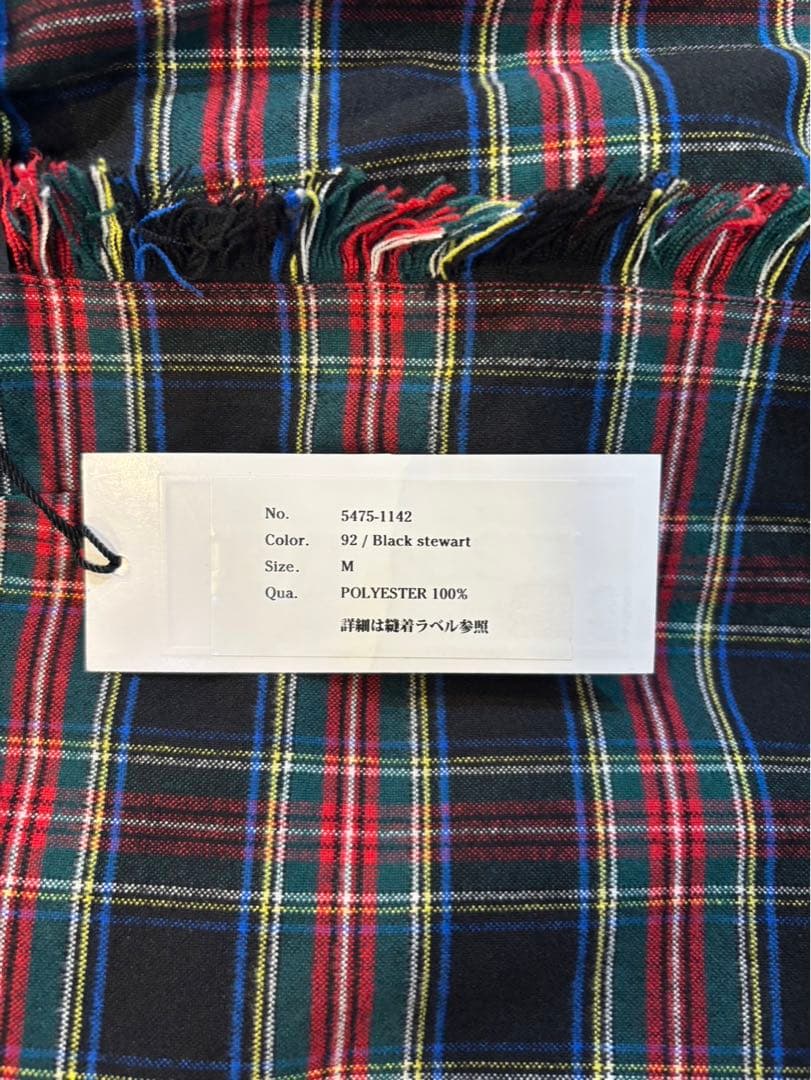 No. 5475-1142
Color. 92 / Black stewart
Size. M
Qua. POLYESTER 100%
詳細は縫着ラベル参照